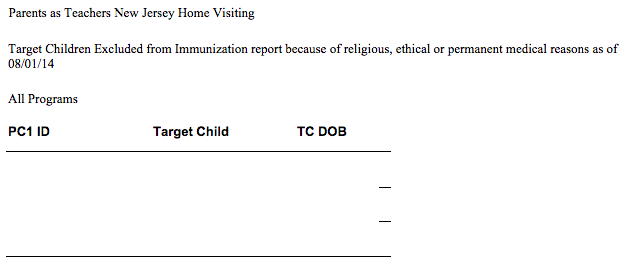 Parents as Teachers New Jersey Home Visiting
Target Children Excluded from Immunization report because of religious, ethical or permanent medical reasons as of
08/01/14
All Programs
PC1 ID Target Child TC DOB